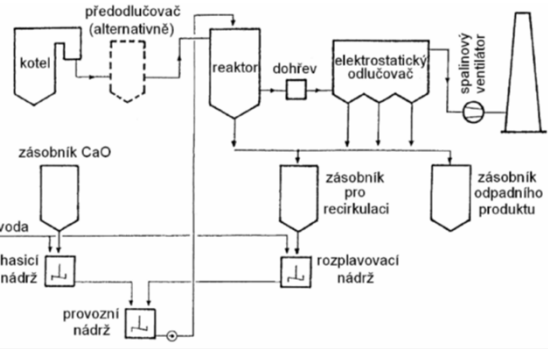 předodlučovač
(alternativně)
kotel
reaktor
dohřev
elektrostatický
odlučovač
spalinový
ventilátor
zásobník CaO
zásobník
pro
recirkulaci
zásobník
odpadního
produktu
voda
hasicí
nádrž
rozplavovací
nádrž
provozní
nádrž